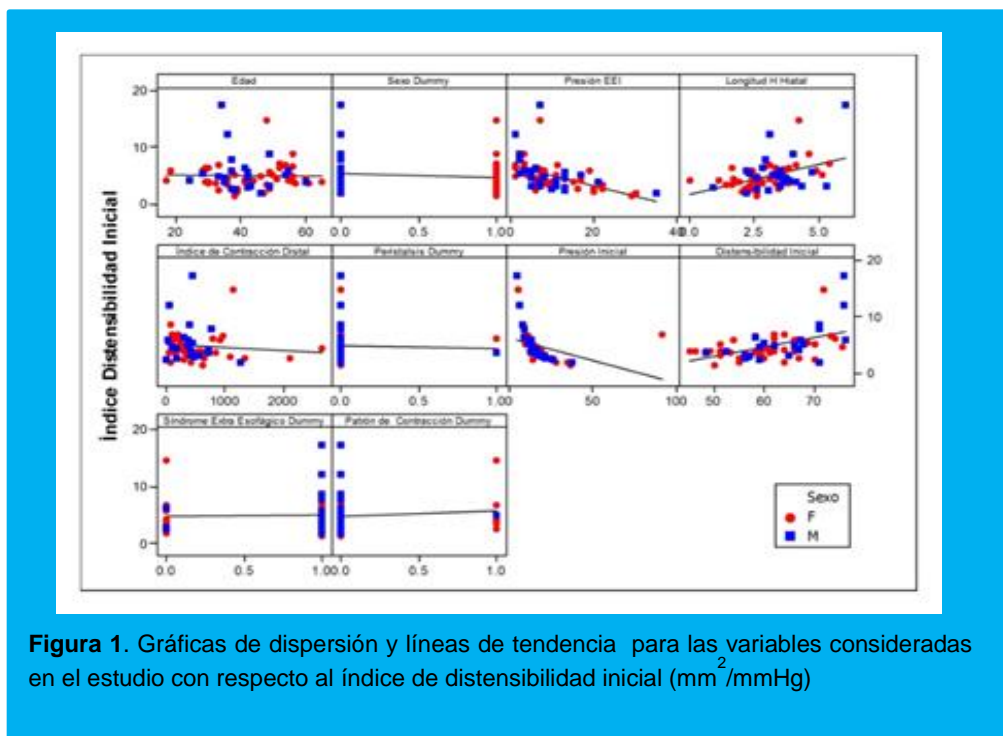 Edad Sexo Dummy Presión EEI Longitud H Hiatal
20
10
0
20 40 60 0.0 0.5 1.00 20 40 0.0 2.5 5.0
Índice de Contracción Distal Peristalsis Dummy Presión Inicial Distensibilidad Inicial
20
10
0
0 1000 2000 0.0 0.5 1.00 50 100 50 60 70
Síndrome Extra Esofágico Dummy Patrón de Contracción Dummy
20
10
0
0.0 0.5 1.00.0 0.5 1.0
Índice Distensibilidad Inicial
Sexo
F
M
Figura 1. Gráficas de dispersión y líneas de tendencia para las variables consideradas
en el estudio con respecto al índice de distensibilidad inicial (mm²/mmHg)